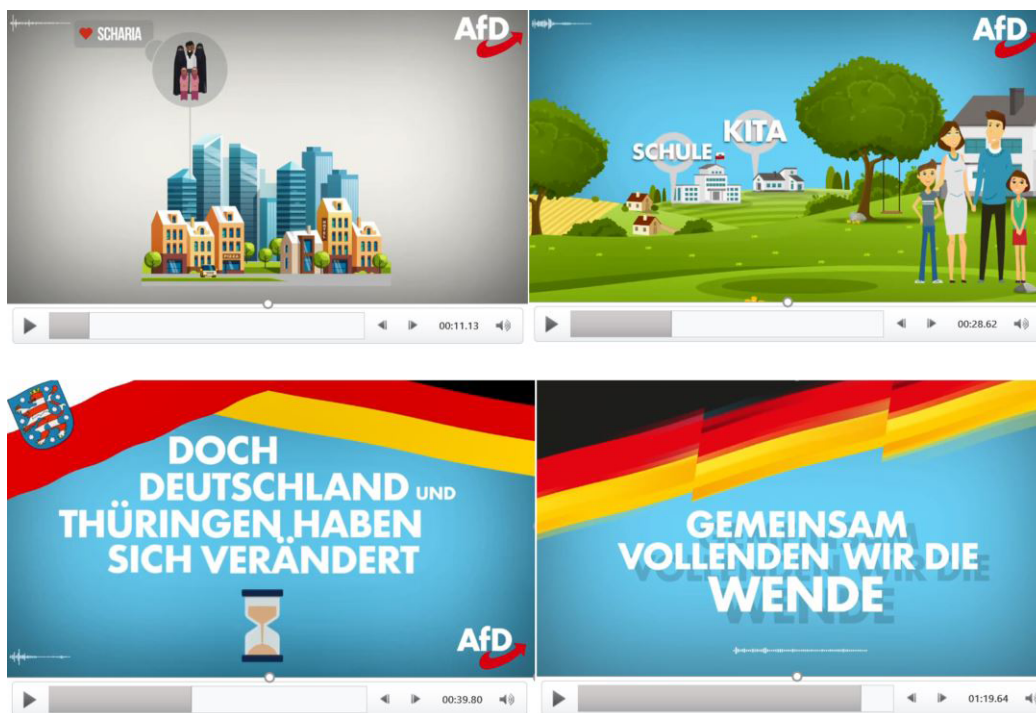 SCHARIA
AfD
00:11.13
AfD
KITA
SCHULE
00:28.62
DOCH
DEUTSCHLAND UND
THÜRINGEN HABEN
SICH VERÄNDERT
AfD
00:39.80
GEMEINSAM
VOLLENDEN WIR DIE
WENDE
01:19.64